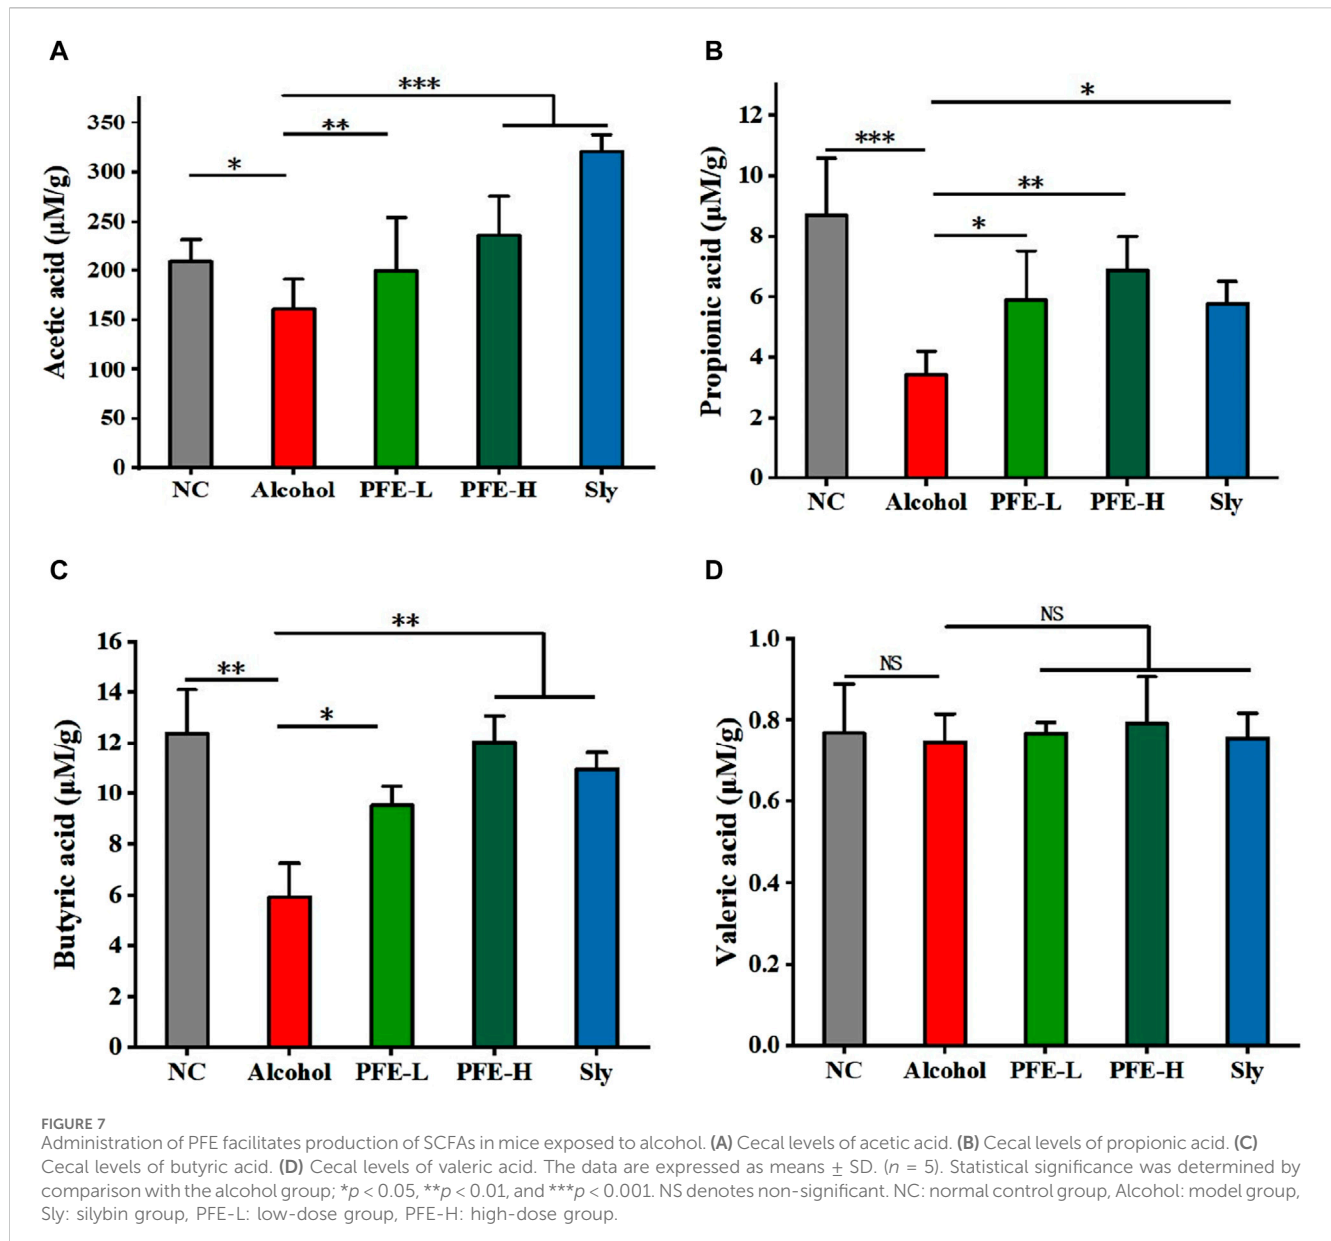 A
***
**
*
Acetic acid (μM/g)
350
300
250
200
150
100
50
0
NC Alcohol PFE-L PFE-H Sly
B
*
***
**
*
Propionic acid (μM/g)
12
10
8
6
4
2
0
NC Alcohol PFE-L PFE-H Sly
C
**
**
*
Butyric acid (μM/g)
16
14
12
10
8
6
4
2
0
NC Alcohol PFE-L PFE-H Sly
D
NS
NS
Valeric acid (μM/g)
1.0
0.8
0.6
0.4
0.2
0.0
NC Alcohol PFE-L PFE-H Sly
FIGURE 7
Administration of PFE facilitates production of SCFAs in mice exposed to alcohol. (A) Cecal levels of acetic acid. (B) Cecal levels of propionic acid. (C)
Cecal levels of butyric acid. (D) Cecal levels of valeric acid. The data are expressed as means ± SD. (n = 5). Statistical significance was determined by
comparison with the alcohol group; *p < 0.05, **p < 0.01, and ***p < 0.001. NS denotes non-significant. NC: normal control group, Alcohol: model group,
Sly: silybin group, PFE-L: low-dose group, PFE-H: high-dose group.